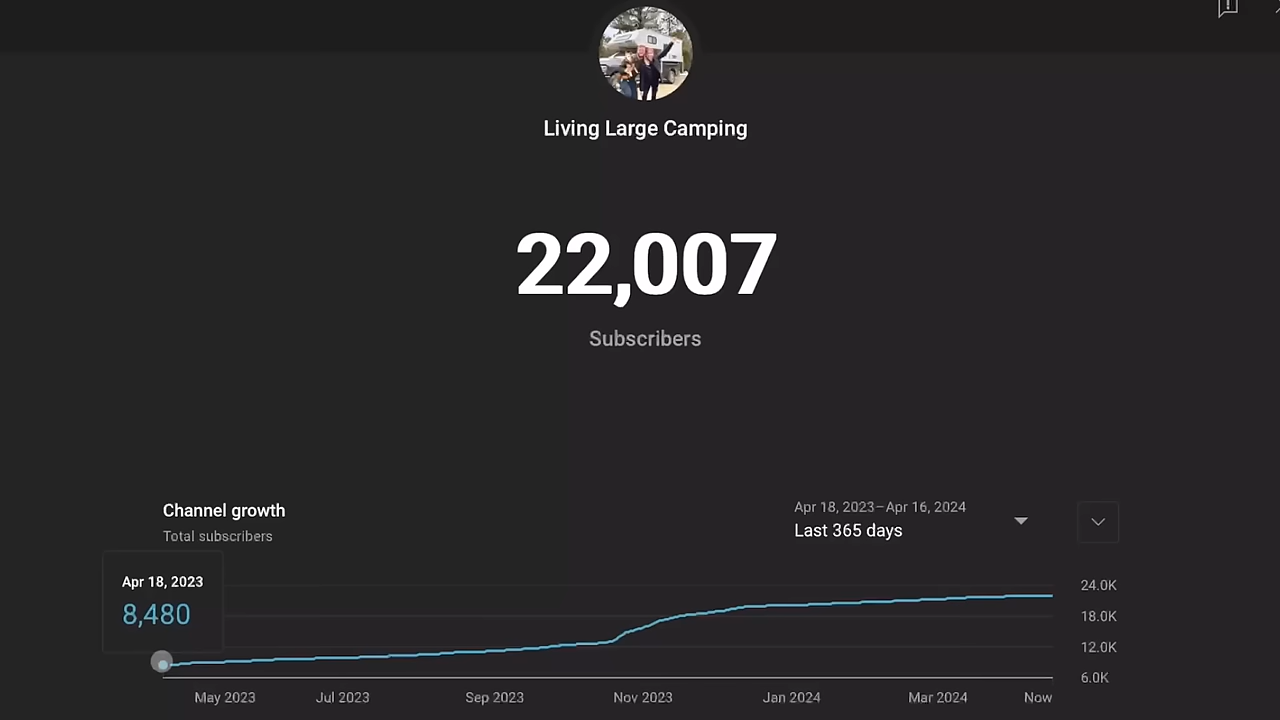 Living Large Camping
22,007
Subscribers
Channel growth
Total subscribers
Apr 18, 2023–Apr 16, 2024
Last 365 days
Apr 18, 2023
8,480
24.0K
18.0K
12.0K
6.0K
May 2023 Jul 2023 Sep 2023 Nov 2023 Jan 2024 Mar 2024 Now